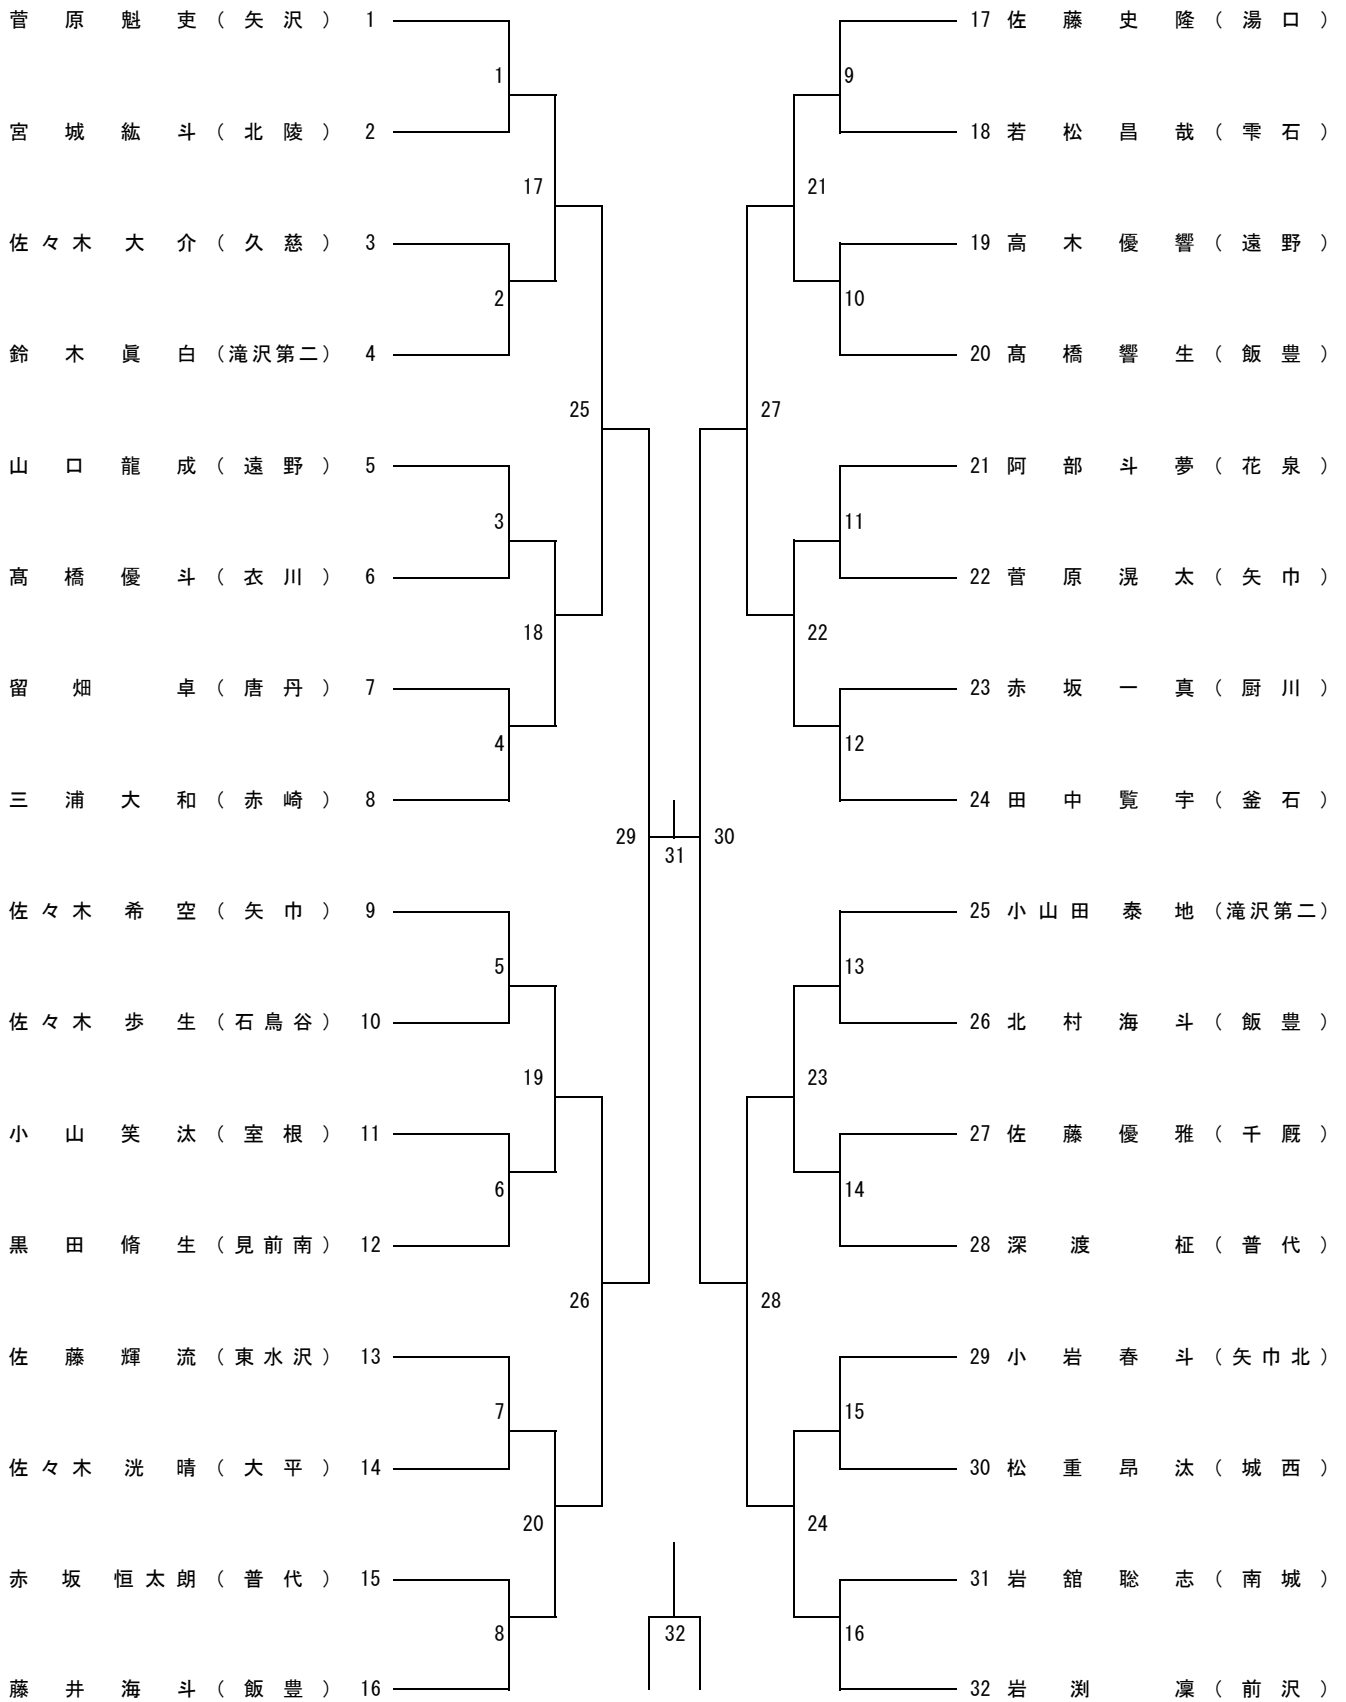 菅原魁吏（矢沢） 1
宮城紘斗（北陵） 2
佐々木大介（久慈） 3
鈴木眞白（滝沢第二） 4
山口龍成（遠野） 5
髙橋優斗（衣川） 6
留畑卓（唐丹） 7
三浦大和（赤崎） 8
佐々木希空（矢巾） 9
佐々木歩生（石鳥谷） 10
小山笑汰（室根） 11
黒田脩生（見前南） 12
佐藤輝流（東水沢） 13
佐々木洸晴（大平） 14
赤坂恒太朗（普代） 15
藤井海斗（飯豊） 16
1
2
3
4
5
6
7
8
17
18
19
20
25
26
29
31
30
32
27
28
21
22
23
24
9
10
11
12
13
14
15
16
17 佐藤史隆（湯口）
18 若松昌哉（雫石）
19 高木優響（遠野）
20 髙橋響生（飯豊）
21 阿部斗夢（花泉）
22 菅原滉太（矢巾）
23 赤坂一真（厨川）
24 田中覧宇（釜石）
25 小山田泰地（滝沢第二）
26 北村海斗（飯豊）
27 佐藤優雅（千厩）
28 深渡柾（普代）
29 小岩春斗（矢巾北）
30 松重昂汰（城西）
31 岩舘聡志（南城）
32 岩渕凜（前沢）